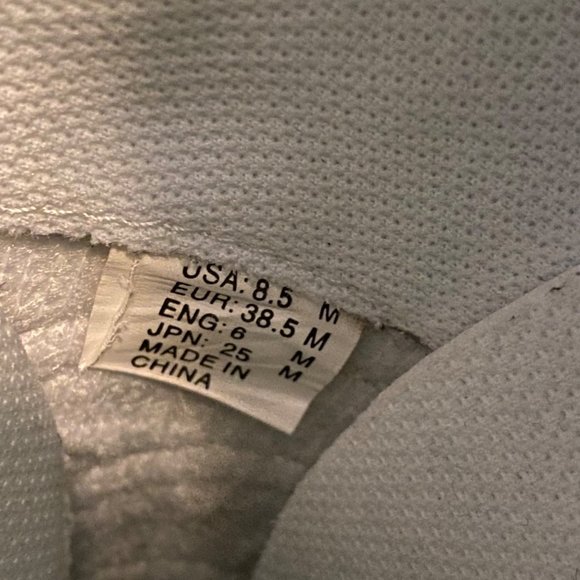 USA: 8.5 M
EUR: 38.5 M
ENG: 6 M
JPN: 25 M
MADE IN
CHINA